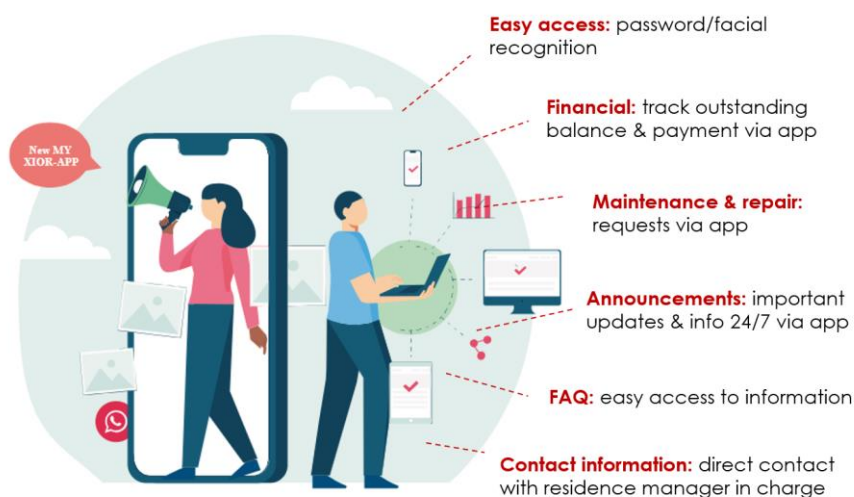 Easy access: password/facial
recognition
Financial: track outstanding
balance & payment via app
New MY
XIOR-APP
Maintenance & repair:
requests via app
Announcements: important
updates & info 24/7 via app
FAQ: easy access to information
Contact information: direct contact
with residence manager in charge